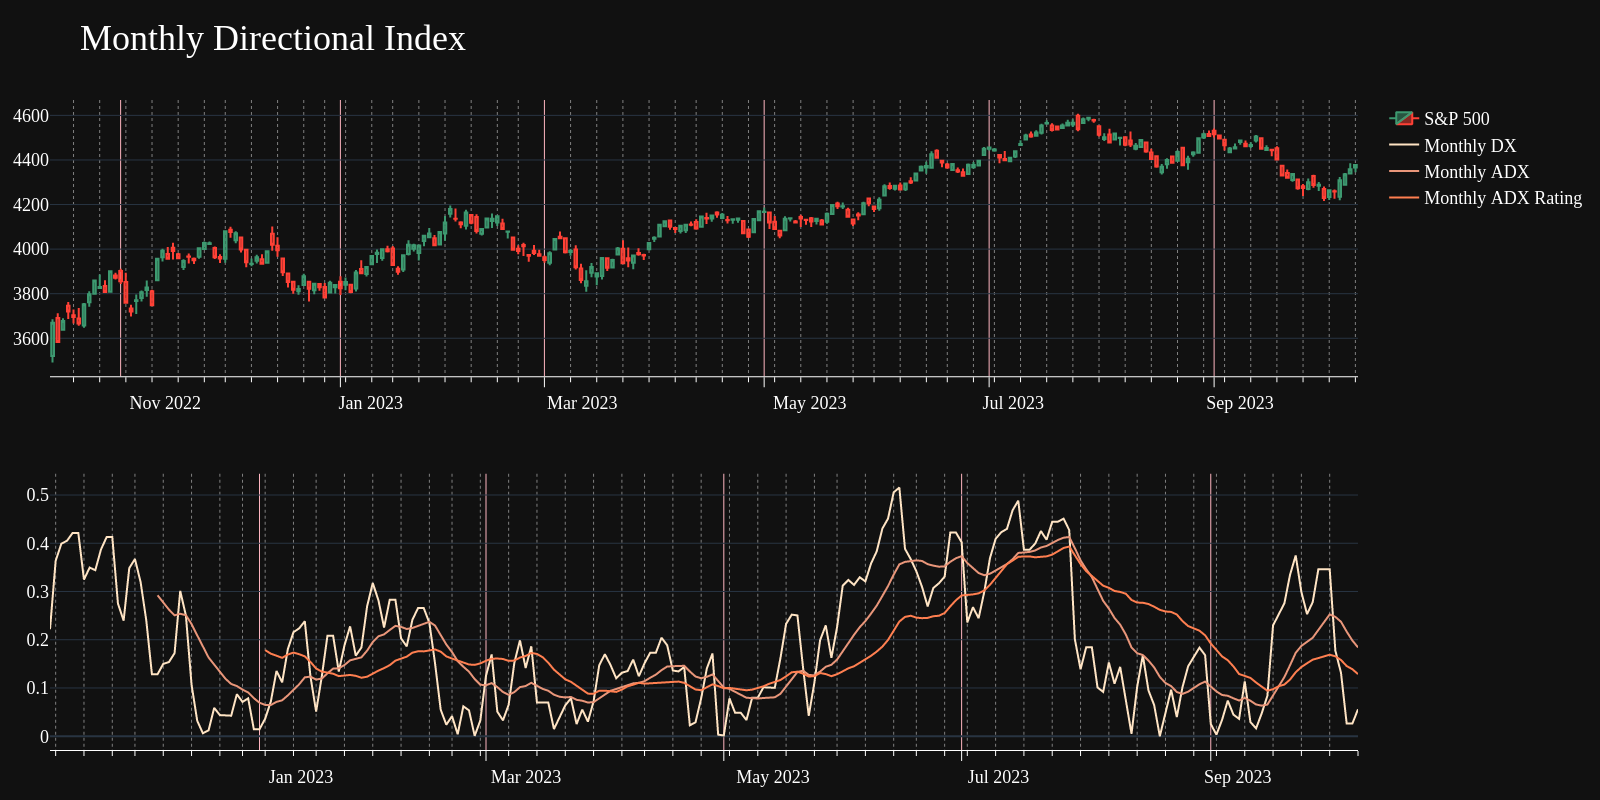 Monthly Directional Index
4600
4400
4200
4000
3800
3600
Nov 2022 Jan 2023 Mar 2023 May 2023 Jul 2023 Sep 2023
S&P 500
Monthly DX
Monthly ADX
Monthly ADX Rating
0.5
0.4
0.3
0.2
0.1
0
Jan 2023 Mar 2023 May 2023 Jul 2023 Sep 2023